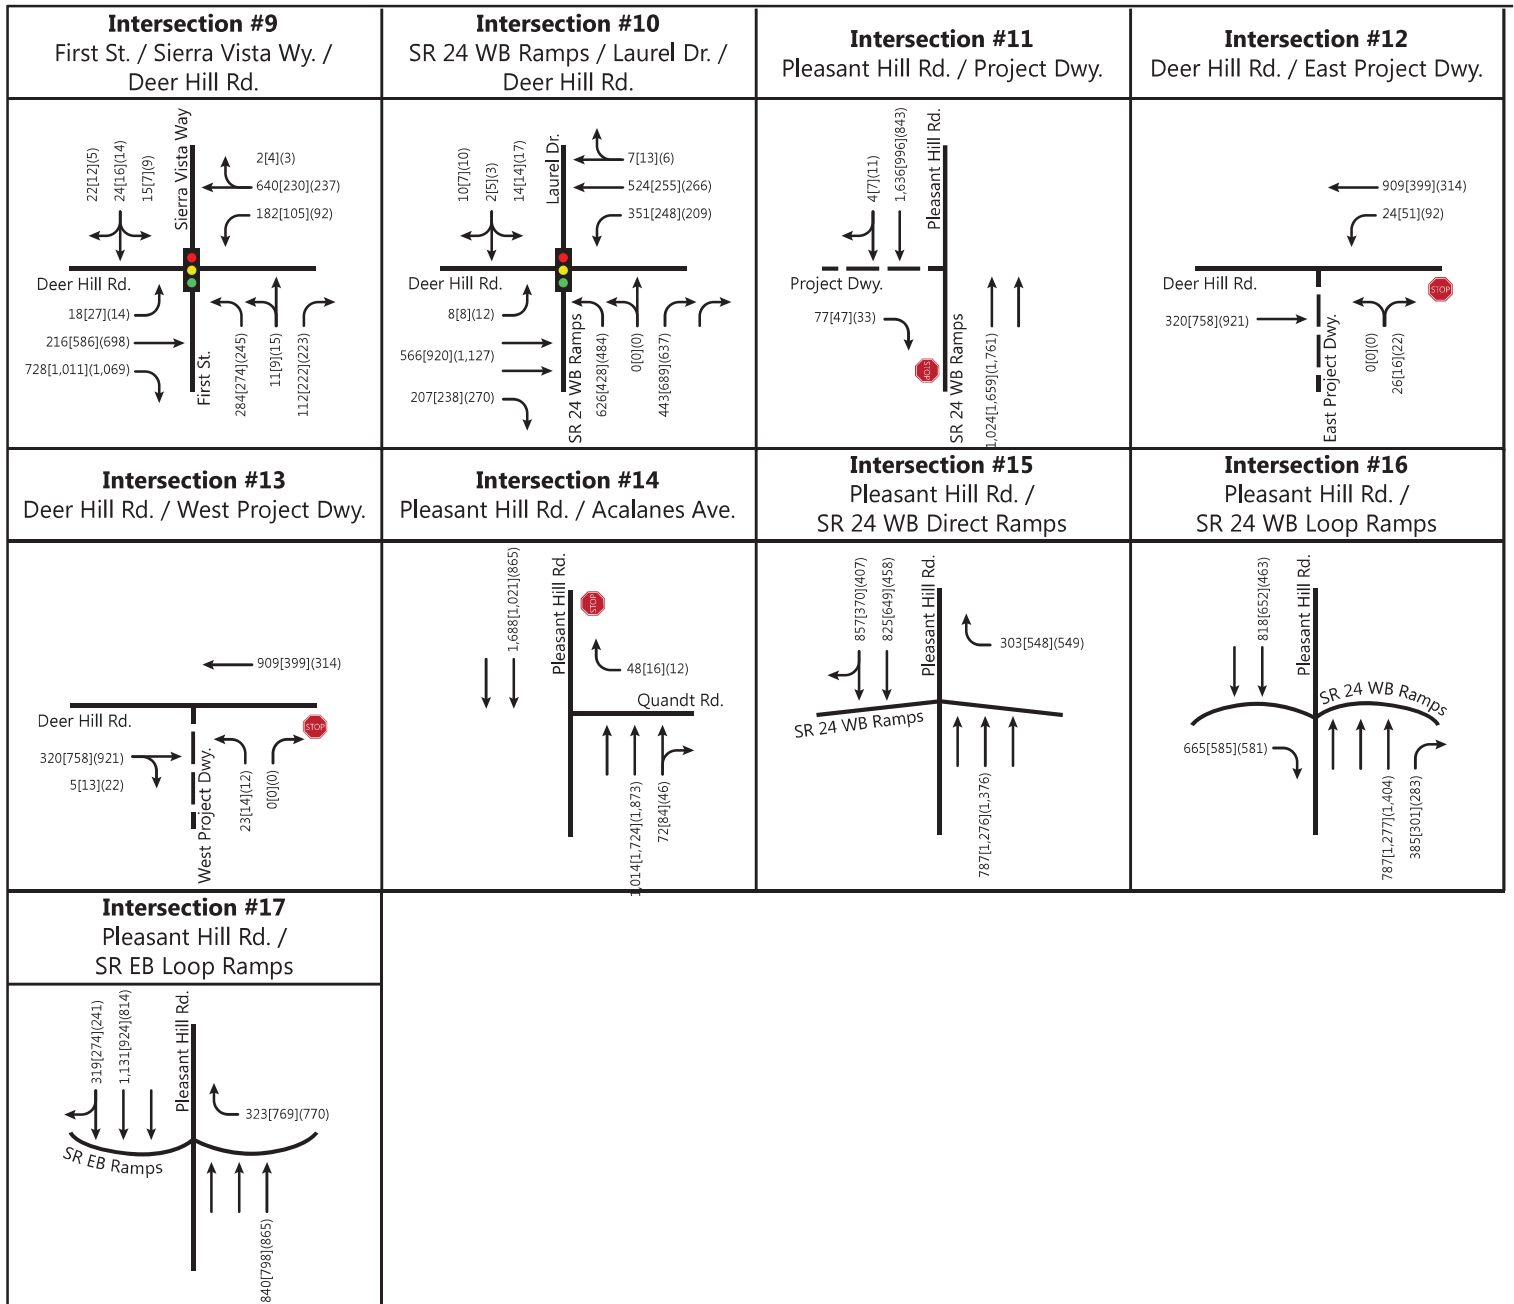 Intersection #9
First St. / Sierra Vista Wy. /
Deer Hill Rd.
22[12](5)
24[16](14)
15[7](9)
Sierra Vista Way
2[4](3)
640[230](237)
182[105](92)
Deer Hill Rd.
18[27](14)
216[586](698)
728[1,011](1,069)
First St.
284[274](245)
11[9](15)
112[222](223)
Intersection #10
SR 24 WB Ramps / Laurel Dr. /
Deer Hill Rd.
10[7](10)
2[5](3)
14[14](17)
Laurel Dr.
7[13](6)
524[255](266)
351[248](209)
Deer Hill Rd.
8[8](12)
566[920](1,127)
207[238](270)
SR 24 WB Ramps
626[428](484)
0[0](0)
443[689](637)
Intersection #11
Pleasant Hill Rd. / Project Dwy.
4[7](11)
1,636[996](843)
Pleasant Hill Rd.
Project Dwy.
77[47](33)
STOP
SR 24 WB Ramps
1,024[1,659](1,761)
Intersection #12
Deer Hill Rd. / East Project Dwy.
909[399](314)
24[51](92)
Deer Hill Rd.
STOP
320[758](921)
East Project Dwy.
0[0](0)
26[16](22)
Intersection #13
Deer Hill Rd. / West Project Dwy.
909[399](314)
Deer Hill Rd.
STOP
320[758](921)
5[13](22)
West Project Dwy.
23[14](12)
0[0](0)
Intersection #14
Pleasant Hill Rd. / Acalanes Ave.
1,688[1,021](865)
Pleasant Hill Rd.
STOP
48[16](12)
Quandt Rd.
1,014[1,724](1,873)
72[84](46)
Intersection #15
Pleasant Hill Rd. /
SR 24 WB Direct Ramps
857[370](407)
825[649](458)
Pleasant Hill Rd.
303[548](549)
SR 24 WB Ramps
787[1,276](1,376)
Intersection #16
Pleasant Hill Rd. /
SR 24 WB Loop Ramps
818[652](463)
Pleasant Hill Rd.
SR 24 WB Ramps
665[585](581)
787[1,277](1,404)
385[301](283)
Intersection #17
Pleasant Hill Rd. /
SR EB Loop Ramps
319[274](241)
1,131[924](814)
Pleasant Hill Rd.
323[769](770)
SR EB Ramps
840[798](865)